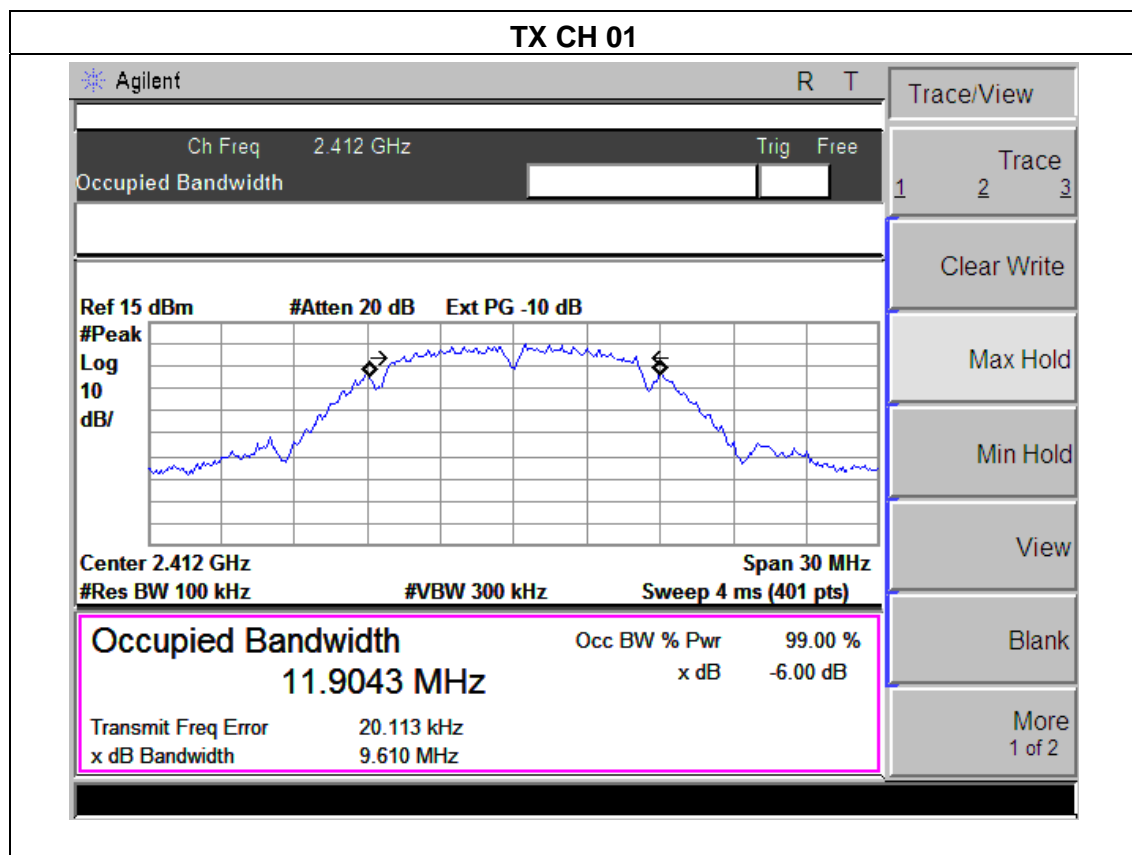 TX CH 01
Agilent R T
Trace/View
Ch Freq 2.412 GHz Trig Free
Occupied Bandwidth
Trace
1 2 3
Clear Write
Max Hold
Min Hold
View
Blank
More
1 of 2
Ref 15 dBm #Atten 20 dB Ext PG -10 dB
#Peak
Log
10
dB/
Center 2.412 GHz Span 30 MHz
#Res BW 100 kHz #VBW 300 kHz Sweep 4 ms (401 pts)
Occupied Bandwidth Occ BW % Pwr 99.00 %
11.9043 MHz x dB -6.00 dB
Transmit Freq Error 20.113 kHz
x dB Bandwidth 9.610 MHz